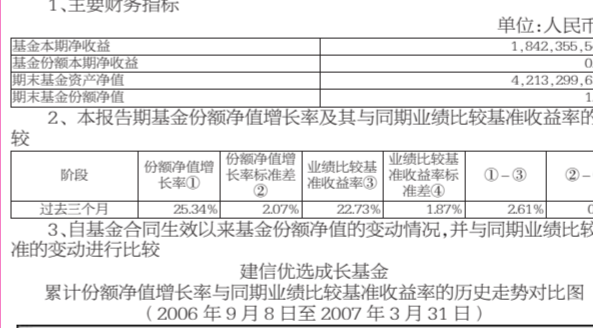 1、主要财务指标
单位:人民币
基金本期净收益 1,842,355,5
基金份额本期净收益 0
期末基金资产净值 4,213,299,6
期末基金份额净值 1
2、本报告期基金份额净值增长率及其与同期业绩比较基准收益率的
较
阶段 份额净值增长率① 份额净值增长率标准差② 业绩比较基准收益率③ 业绩比较基准收益率标准差④ ①-③ ②-
过去三个月 25.34% 2.07% 22.73% 1.87% 2.61% 0
3、自基金合同生效以来基金份额净值的变动情况,并与同期业绩比较
准的变动进行比较
建信优选成长基金
累计份额净值增长率与同期业绩比较基准收益率的历史走势对比图
(2006 年 9 月 8 日至 2007 年 3 月 31 日)